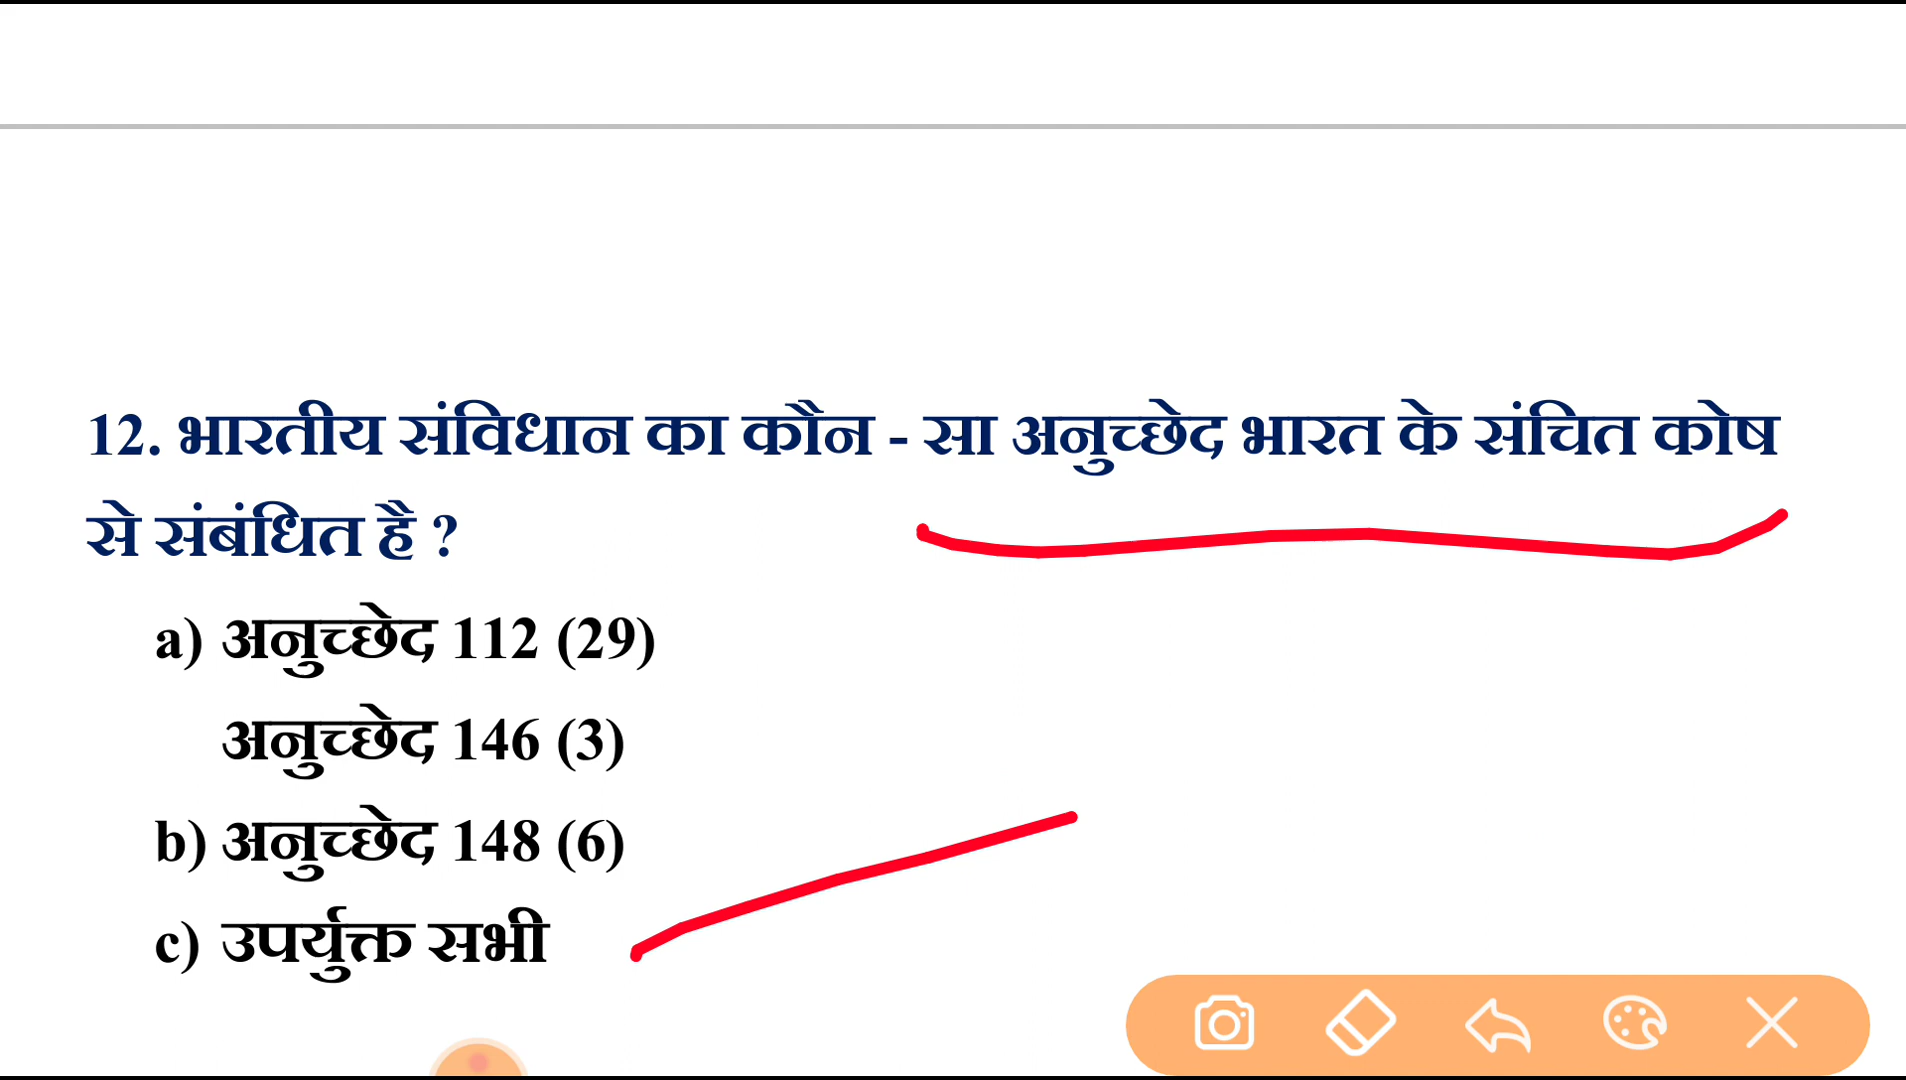 12. भारतीय संविधान का कौन - सा अनुच्छेद भारत के संचित कोष
से संबंधित है ?
a) अनुच्छेद 112 (29)
अनुच्छेद 146 (3)
b) अनुच्छेद 148 (6)
c) उपर्युक्त सभी